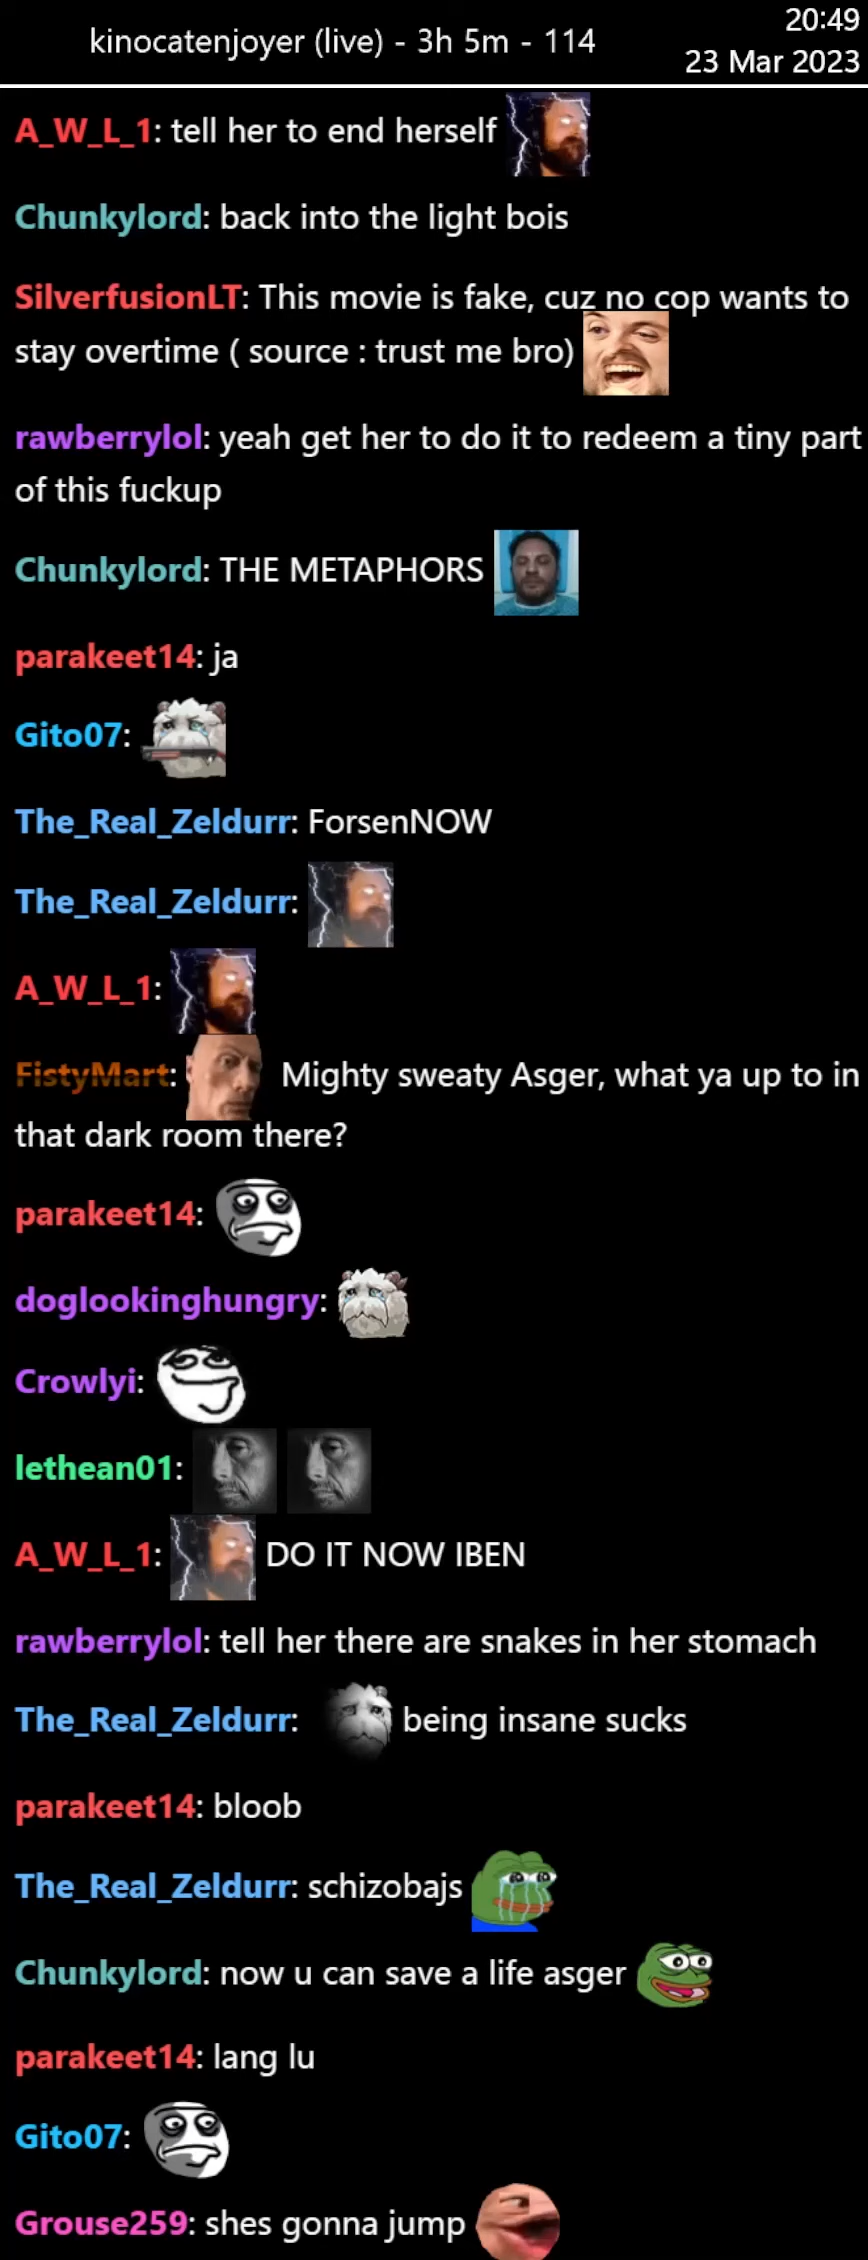 kinocatenjoyer (live) - 3h 5m - 114
20:49
23 Mar 2023
A_W_L_1: tell her to end herself
Chunkylord: back into the light bois
SilverfusionLT: This movie is fake, cuz no cop wants to
stay overtime ( source : trust me bro)
rawberrylol: yeah get her to do it to redeem a tiny part
of this fuckup
Chunkylord: THE METAPHORS
parakeet14: ja
Gito07:
The_Real_Zeldurr: ForsenNOW
The_Real_Zeldurr:
A_W_L_1:
FistyMart: Mighty sweaty Asger, what ya up to in
that dark room there?
parakeet14:
doglookinghungry:
Crowlyi:
lethean01:
A_W_L_1: DO IT NOW IBEN
rawberrylol: tell her there are snakes in her stomach
The_Real_Zeldurr: being insane sucks
parakeet14: bloob
The_Real_Zeldurr: schizobajs
Chunkylord: now u can save a life asger
parakeet14: lang lu
Gito07:
Grouse259: shes gonna jump